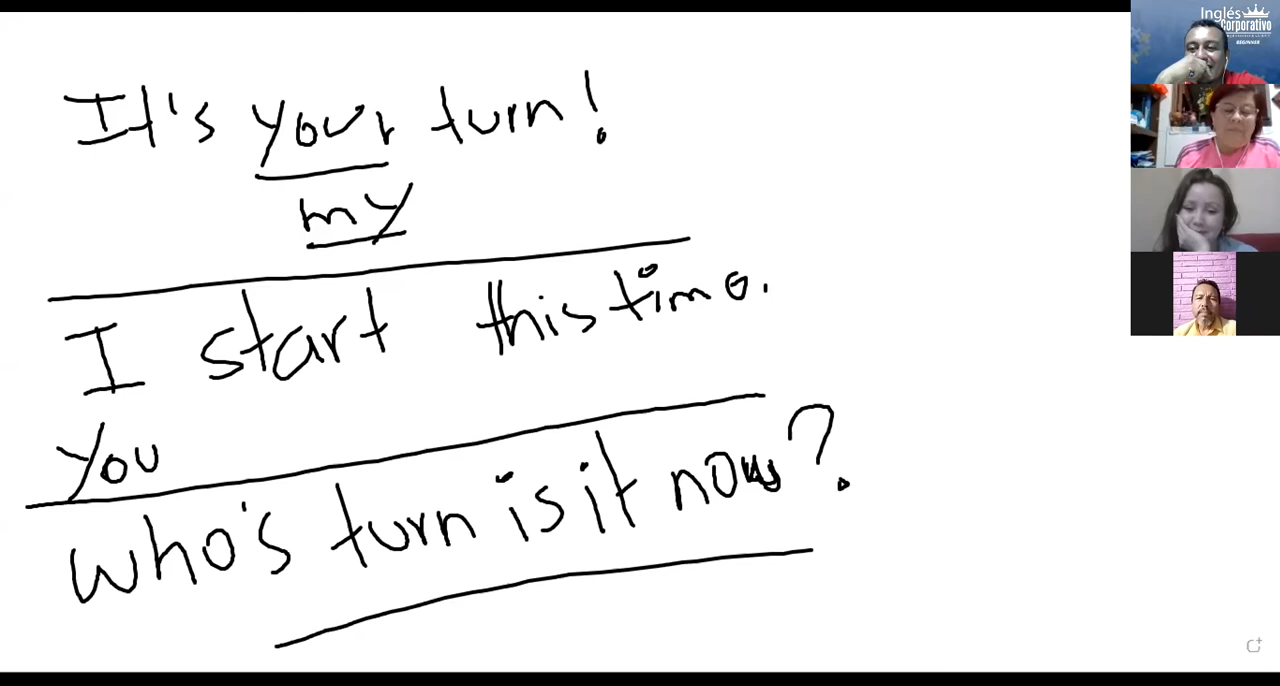 It's your turn!
my
I start this time.
You
who's turn is it now?
Inglés
Corporativo
BEGINNER